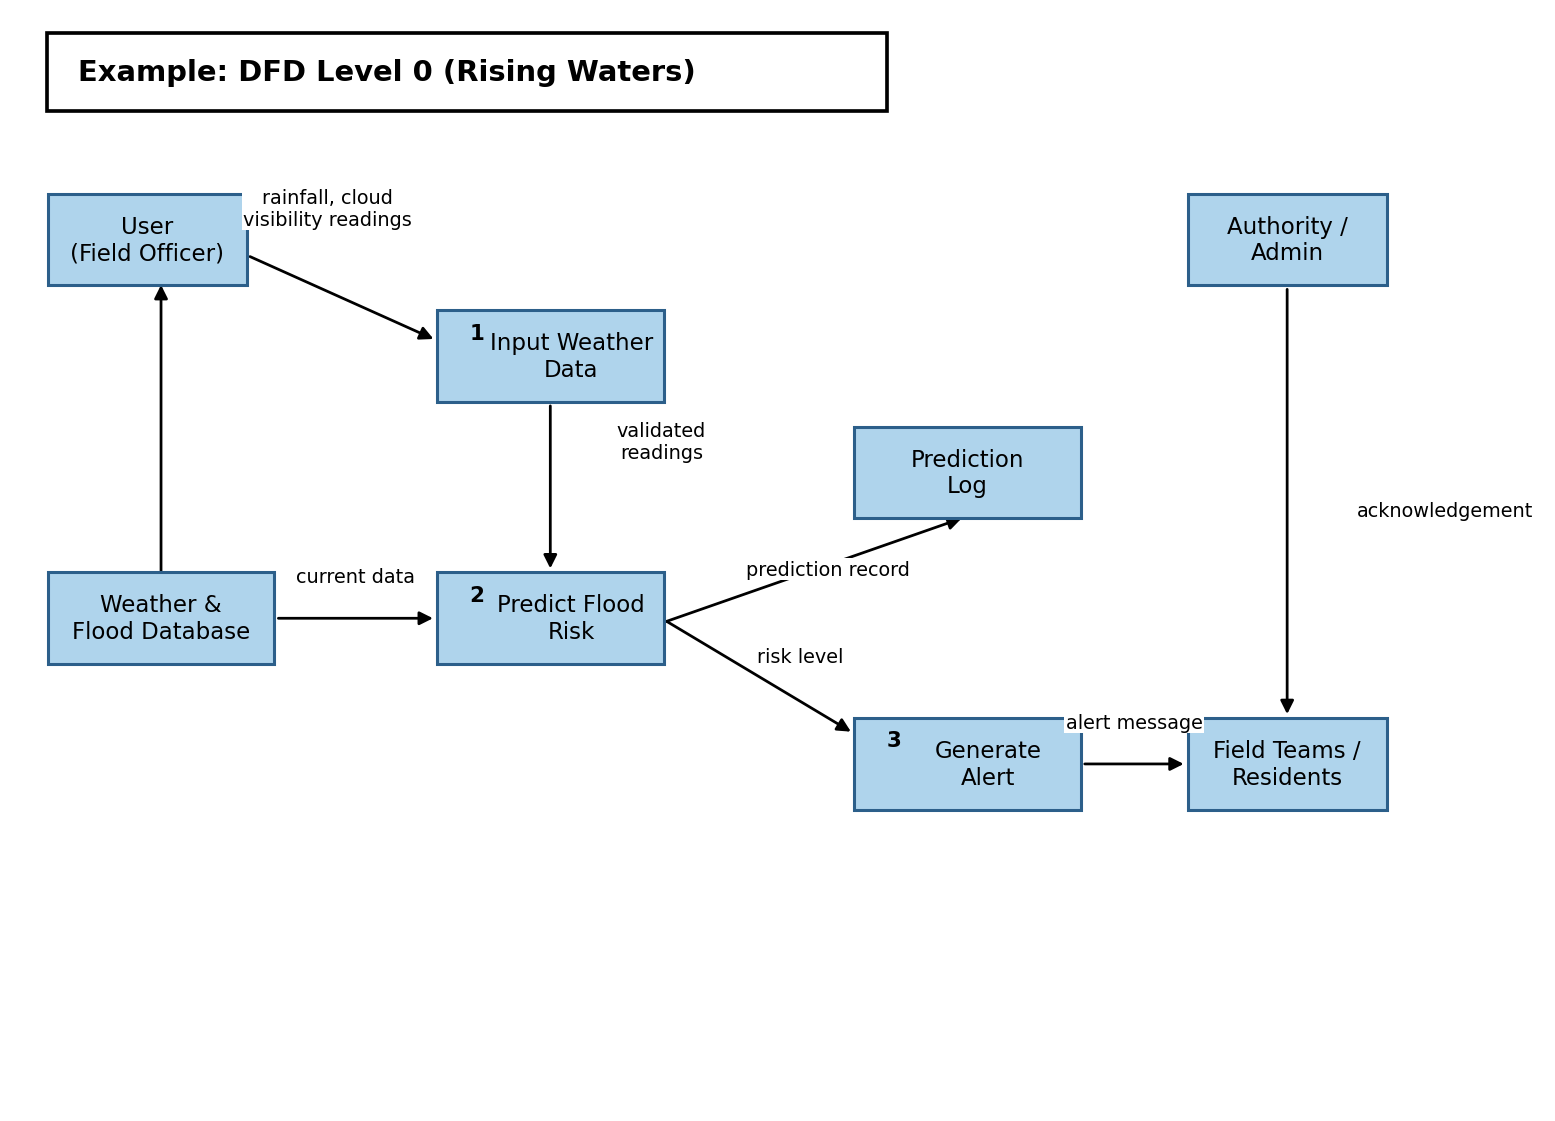 Example: DFD Level 0 (Rising Waters)
User
(Field Officer)
rainfall, cloud
visibility readings
Authority /
Admin
1
Input Weather
Data
validated
readings
Prediction
Log
acknowledgement
Weather &
Flood Database
current data
2
Predict Flood
Risk
prediction record
risk level
3
Generate
Alert
alert message
Field Teams /
Residents